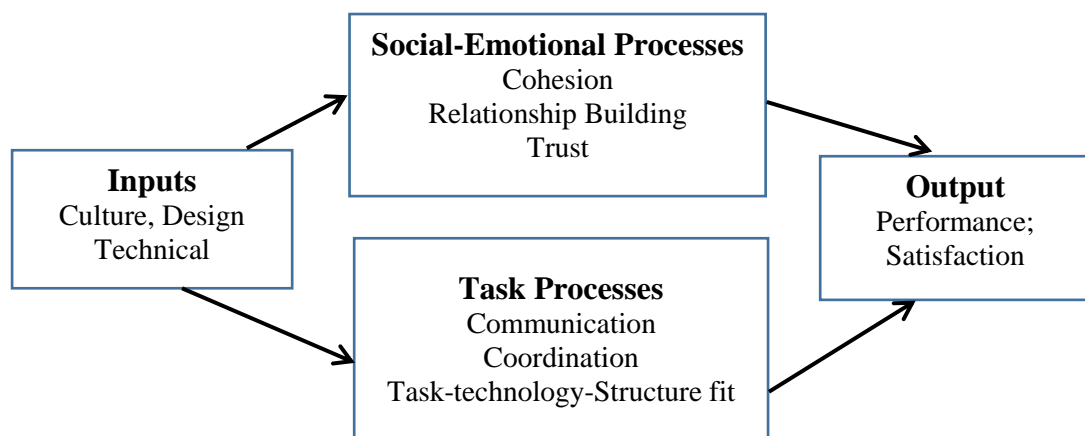 Social-Emotional Processes
Cohesion
Relationship Building
Trust
Inputs
Culture, Design
Technical
Output
Performance;
Satisfaction
Task Processes
Communication
Coordination
Task-technology-Structure fit